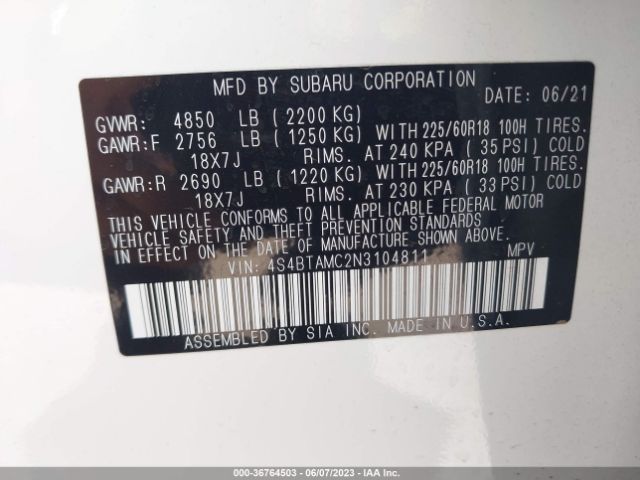 MFD BY SUBARU CORPORATION
DATE: 06/21
GVWR: 4850 LB (2200 KG)
GAWR:F 2756 LB (1250 KG) WITH 225/60R18 100H TIRES.
18X7J RIMS. AT 240 KPA (35 PSI) COLD
GAWR:R 2690 LB (1220 KG) WITH 225/60R18 100H TIRES.
18X7J RIMS. AT 230 KPA (33 PSI) COLD
THIS VEHICLE CONFORMS TO ALL APPLICABLE FEDERAL MOTOR
VEHICLE SAFETY AND THEFT PREVENTION STANDARDS
IN EFFECT ON THE DATE OF MANUFACTURE SHOWN ABOVE.
VIN: 4S4BTAMC2N3104811 MPV
ASSEMBLED BY SIA INC. MADE IN U.S.A.
000-36764503 - 06/07/2023 - IAA Inc.